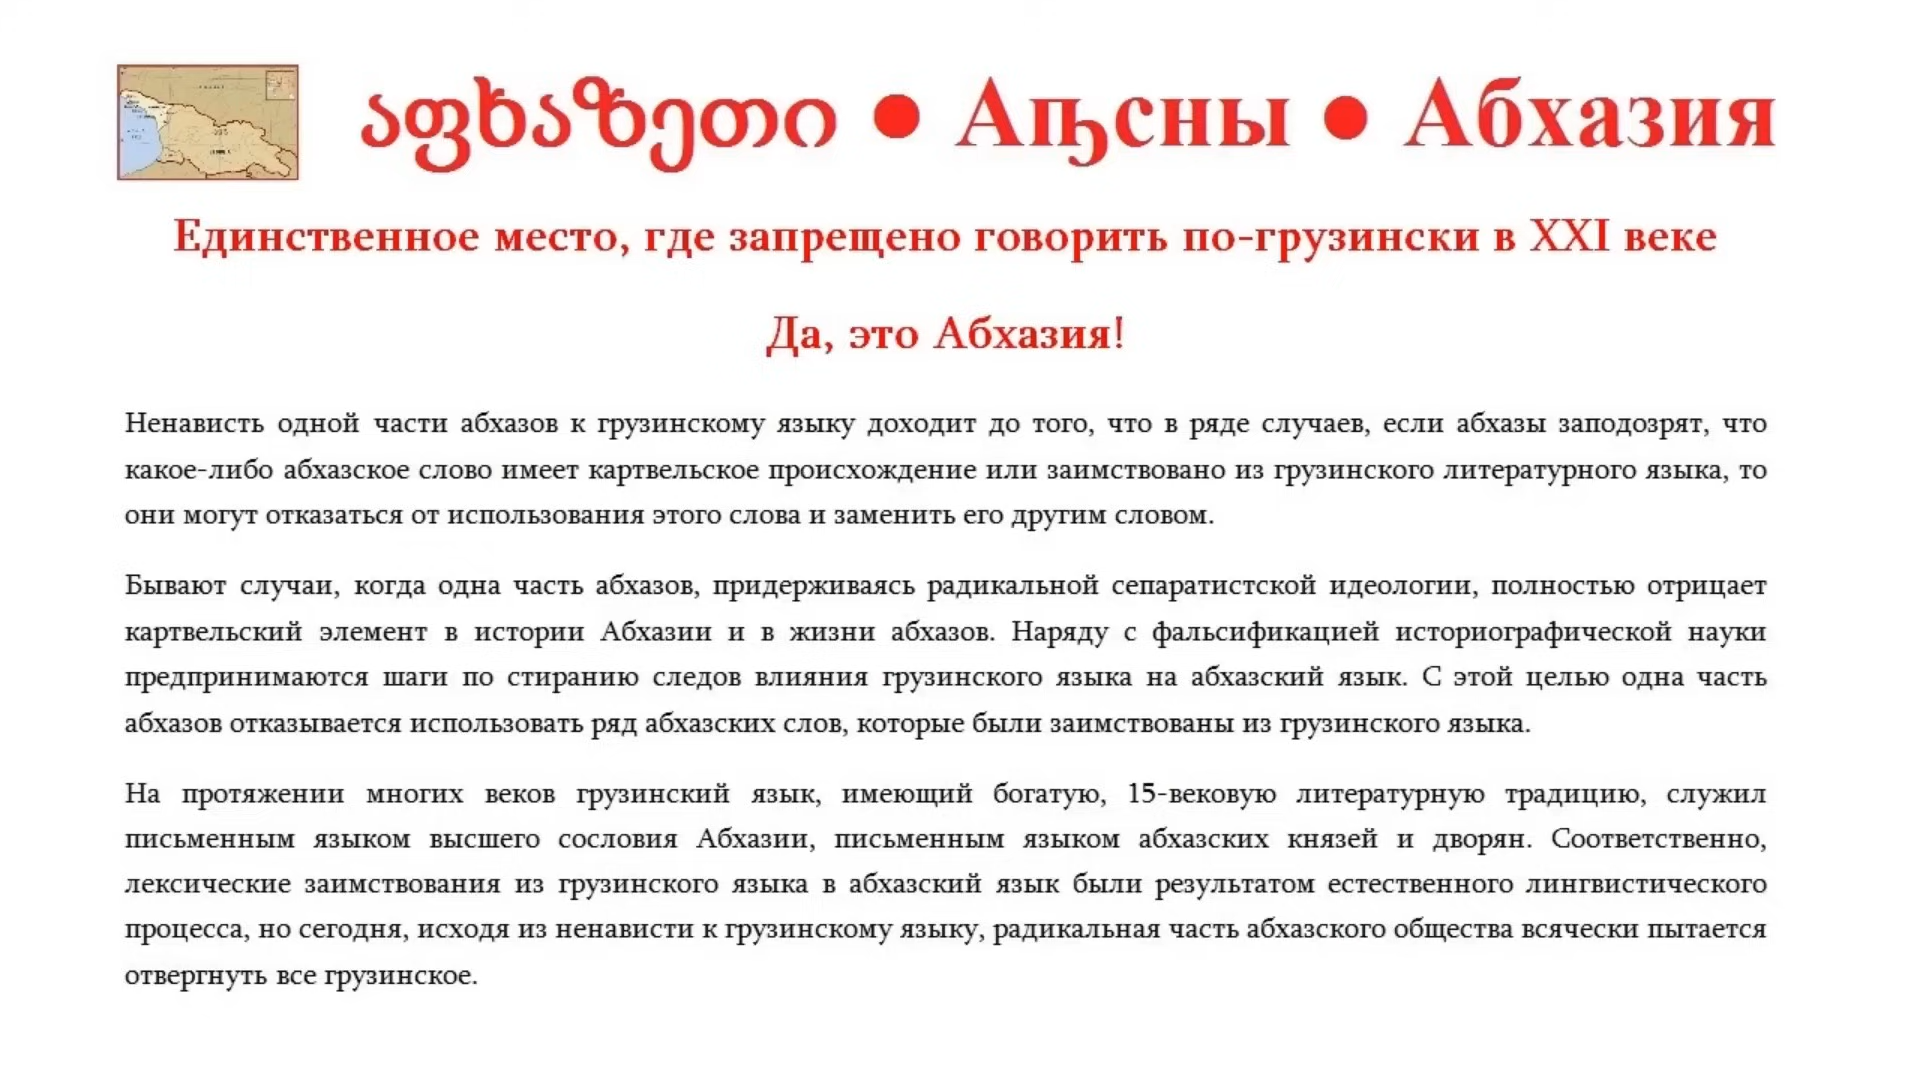 აფხაზეთი ● Аҧсны ● Абхазия
Единственное место, где запрещено говорить по-грузински в XXI веке
Да, это Абхазия!
Ненависть одной части абхазов к грузинскому языку доходит до того, что в ряде случаев, если абхазы заподозрят, что
какое-либо абхазское слово имеет картвельское происхождение или заимствовано из грузинского литературного языка, то
они могут отказаться от использования этого слова и заменить его другим словом.
Бывают случаи, когда одна часть абхазов, придерживаясь радикальной сепаратистской идеологии, полностью отрицает
картвельский элемент в истории Абхазии и в жизни абхазов. Наряду с фальсификацией историографической науки
предпринимаются шаги по стиранию следов влияния грузинского языка на абхазский язык. С этой целью одна часть
абхазов отказывается использовать ряд абхазских слов, которые были заимствованы из грузинского языка.
На протяжении многих веков грузинский язык, имеющий богатую, 15-вековую литературную традицию, служил
письменным языком высшего сословия Абхазии, письменным языком абхазских князей и дворян. Соответственно,
лексические заимствования из грузинского языка в абхазский язык были результатом естественного лингвистического
процесса, но сегодня, исходя из ненависти к грузинскому языку, радикальная часть абхазского общества всячески пытается
отвергнуть все грузинское.